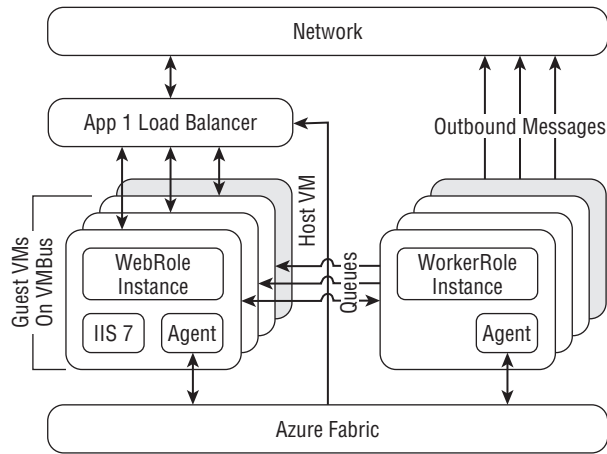 Network
App 1 Load Balancer
Outbound Messages
Host VM
Guest VMs
On VMBus
WebRole
Instance
Queues
WorkerRole
Instance
IIS 7
Agent
Agent
Azure Fabric